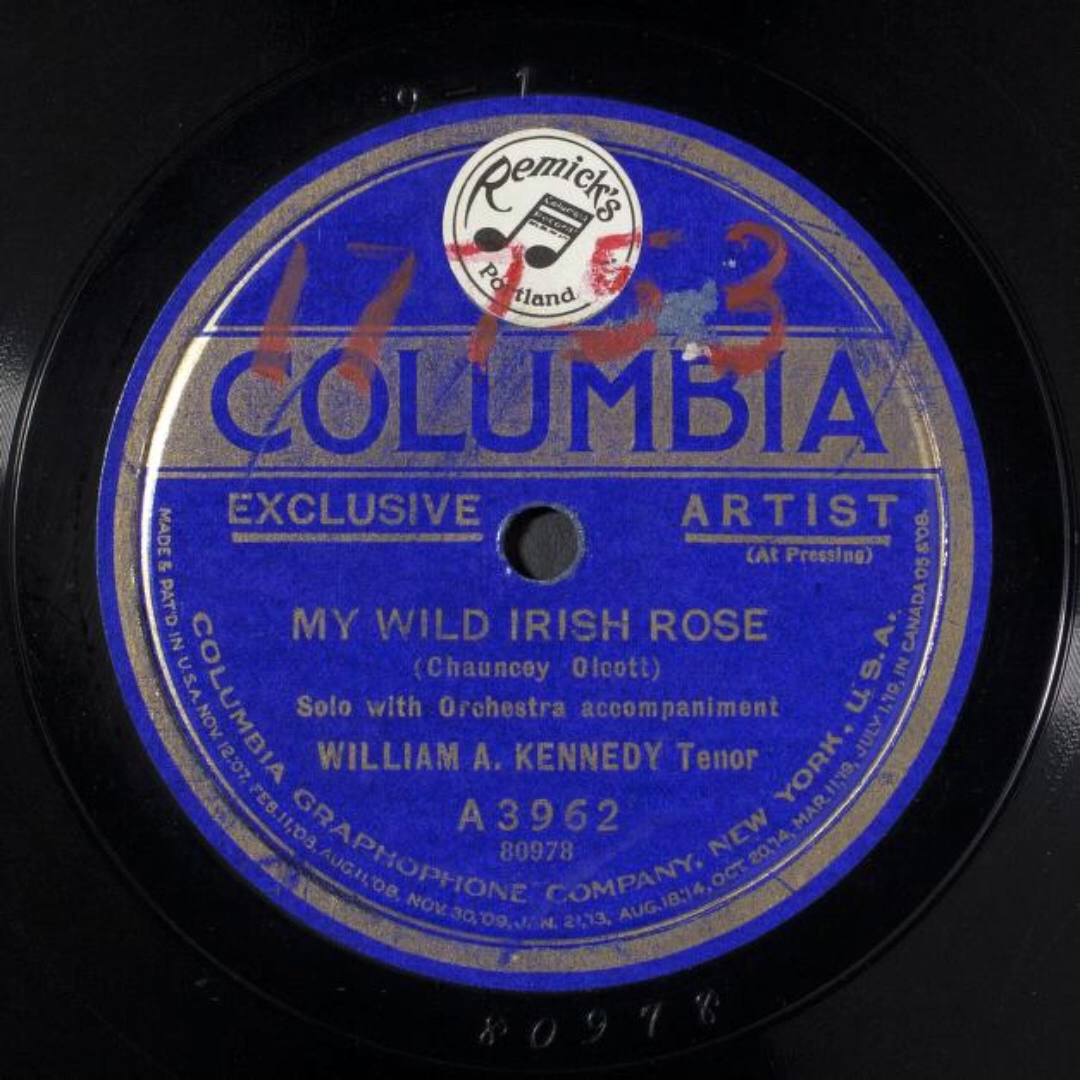 9 - 1
Remick's
Columbia
Records
Portland
COLUMBIA
EXCLUSIVE ARTIST
(At Pressing)
MY WILD IRISH ROSE
(Chauncey Olcott)
Solo with Orchestra accompaniment
WILLIAM A. KENNEDY Tenor
A3962
80978
COLUMBIA GRAPHOPHONE COMPANY, NEW YORK, U.S.A.
MADE & PAT'D IN U.S.A. NOV. 12,'07, FEB. 11,'08, AUG. 11,'08, NOV. 30,'09, JAN. 21,'13, AUG. 18,'14, OCT. 20,'14, MAR. 11,'19, JULY 1,'19, IN CANADA '05 & '08.
80978